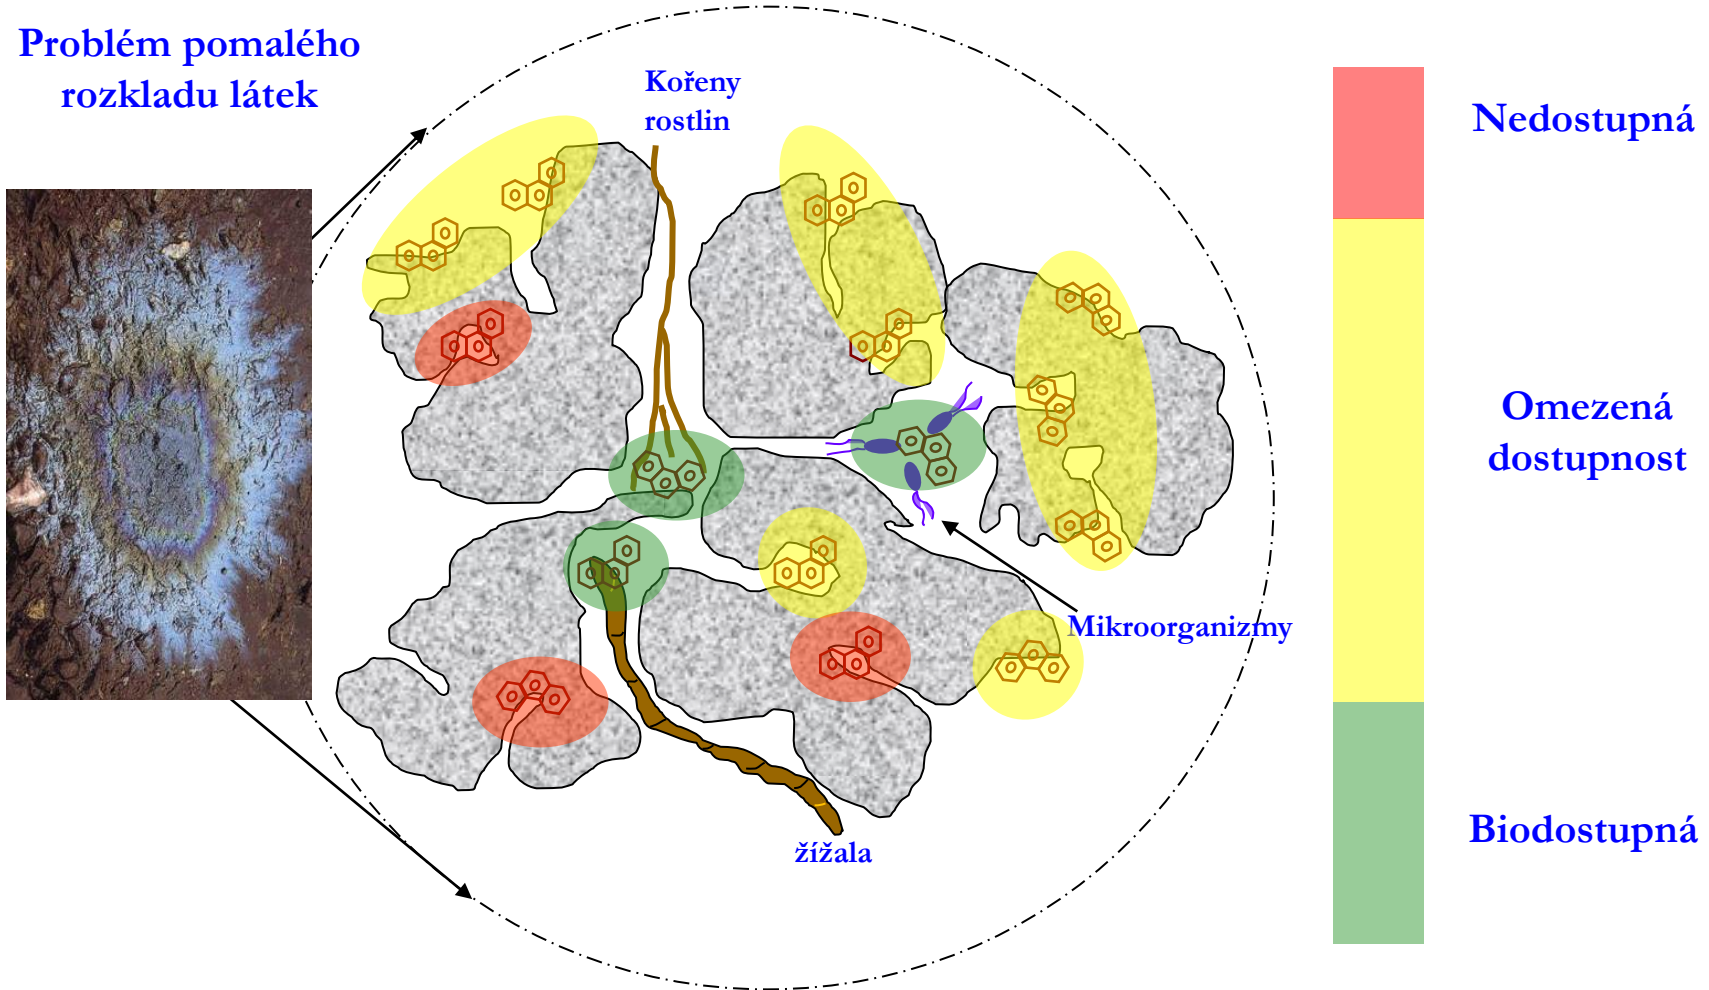 Problém pomalého
rozkladu látek
Kořeny
rostlin
Nedostupná
Omezená
dostupnost
Mikroorganizmy
Biodostupná
žížala